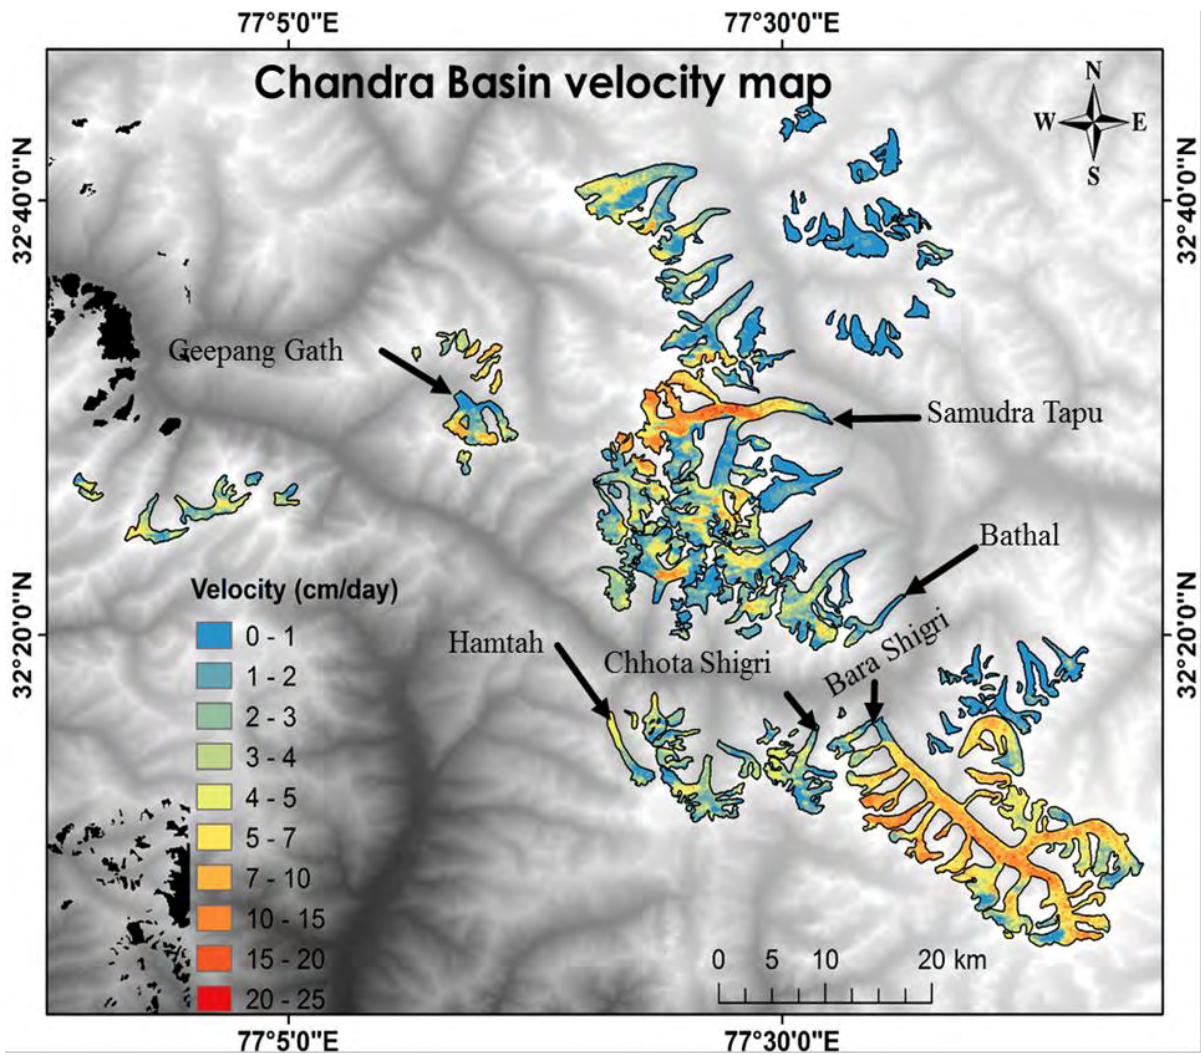 77°5'0"E 77°30'0"E
Chandra Basin velocity map
N
W E
S
32°40'0"N 32°40'0"N
Geepang Gath
Samudra Tapu
Bathal
32°20'0"N 32°20'0"N
Hamtah
Chhota Shigri
Bara Shigri
Velocity (cm/day)
0 - 1
1 - 2
2 - 3
3 - 4
4 - 5
5 - 7
7 - 10
10 - 15
15 - 20
20 - 25
0 5 10 20 km
77°5'0"E 77°30'0"E